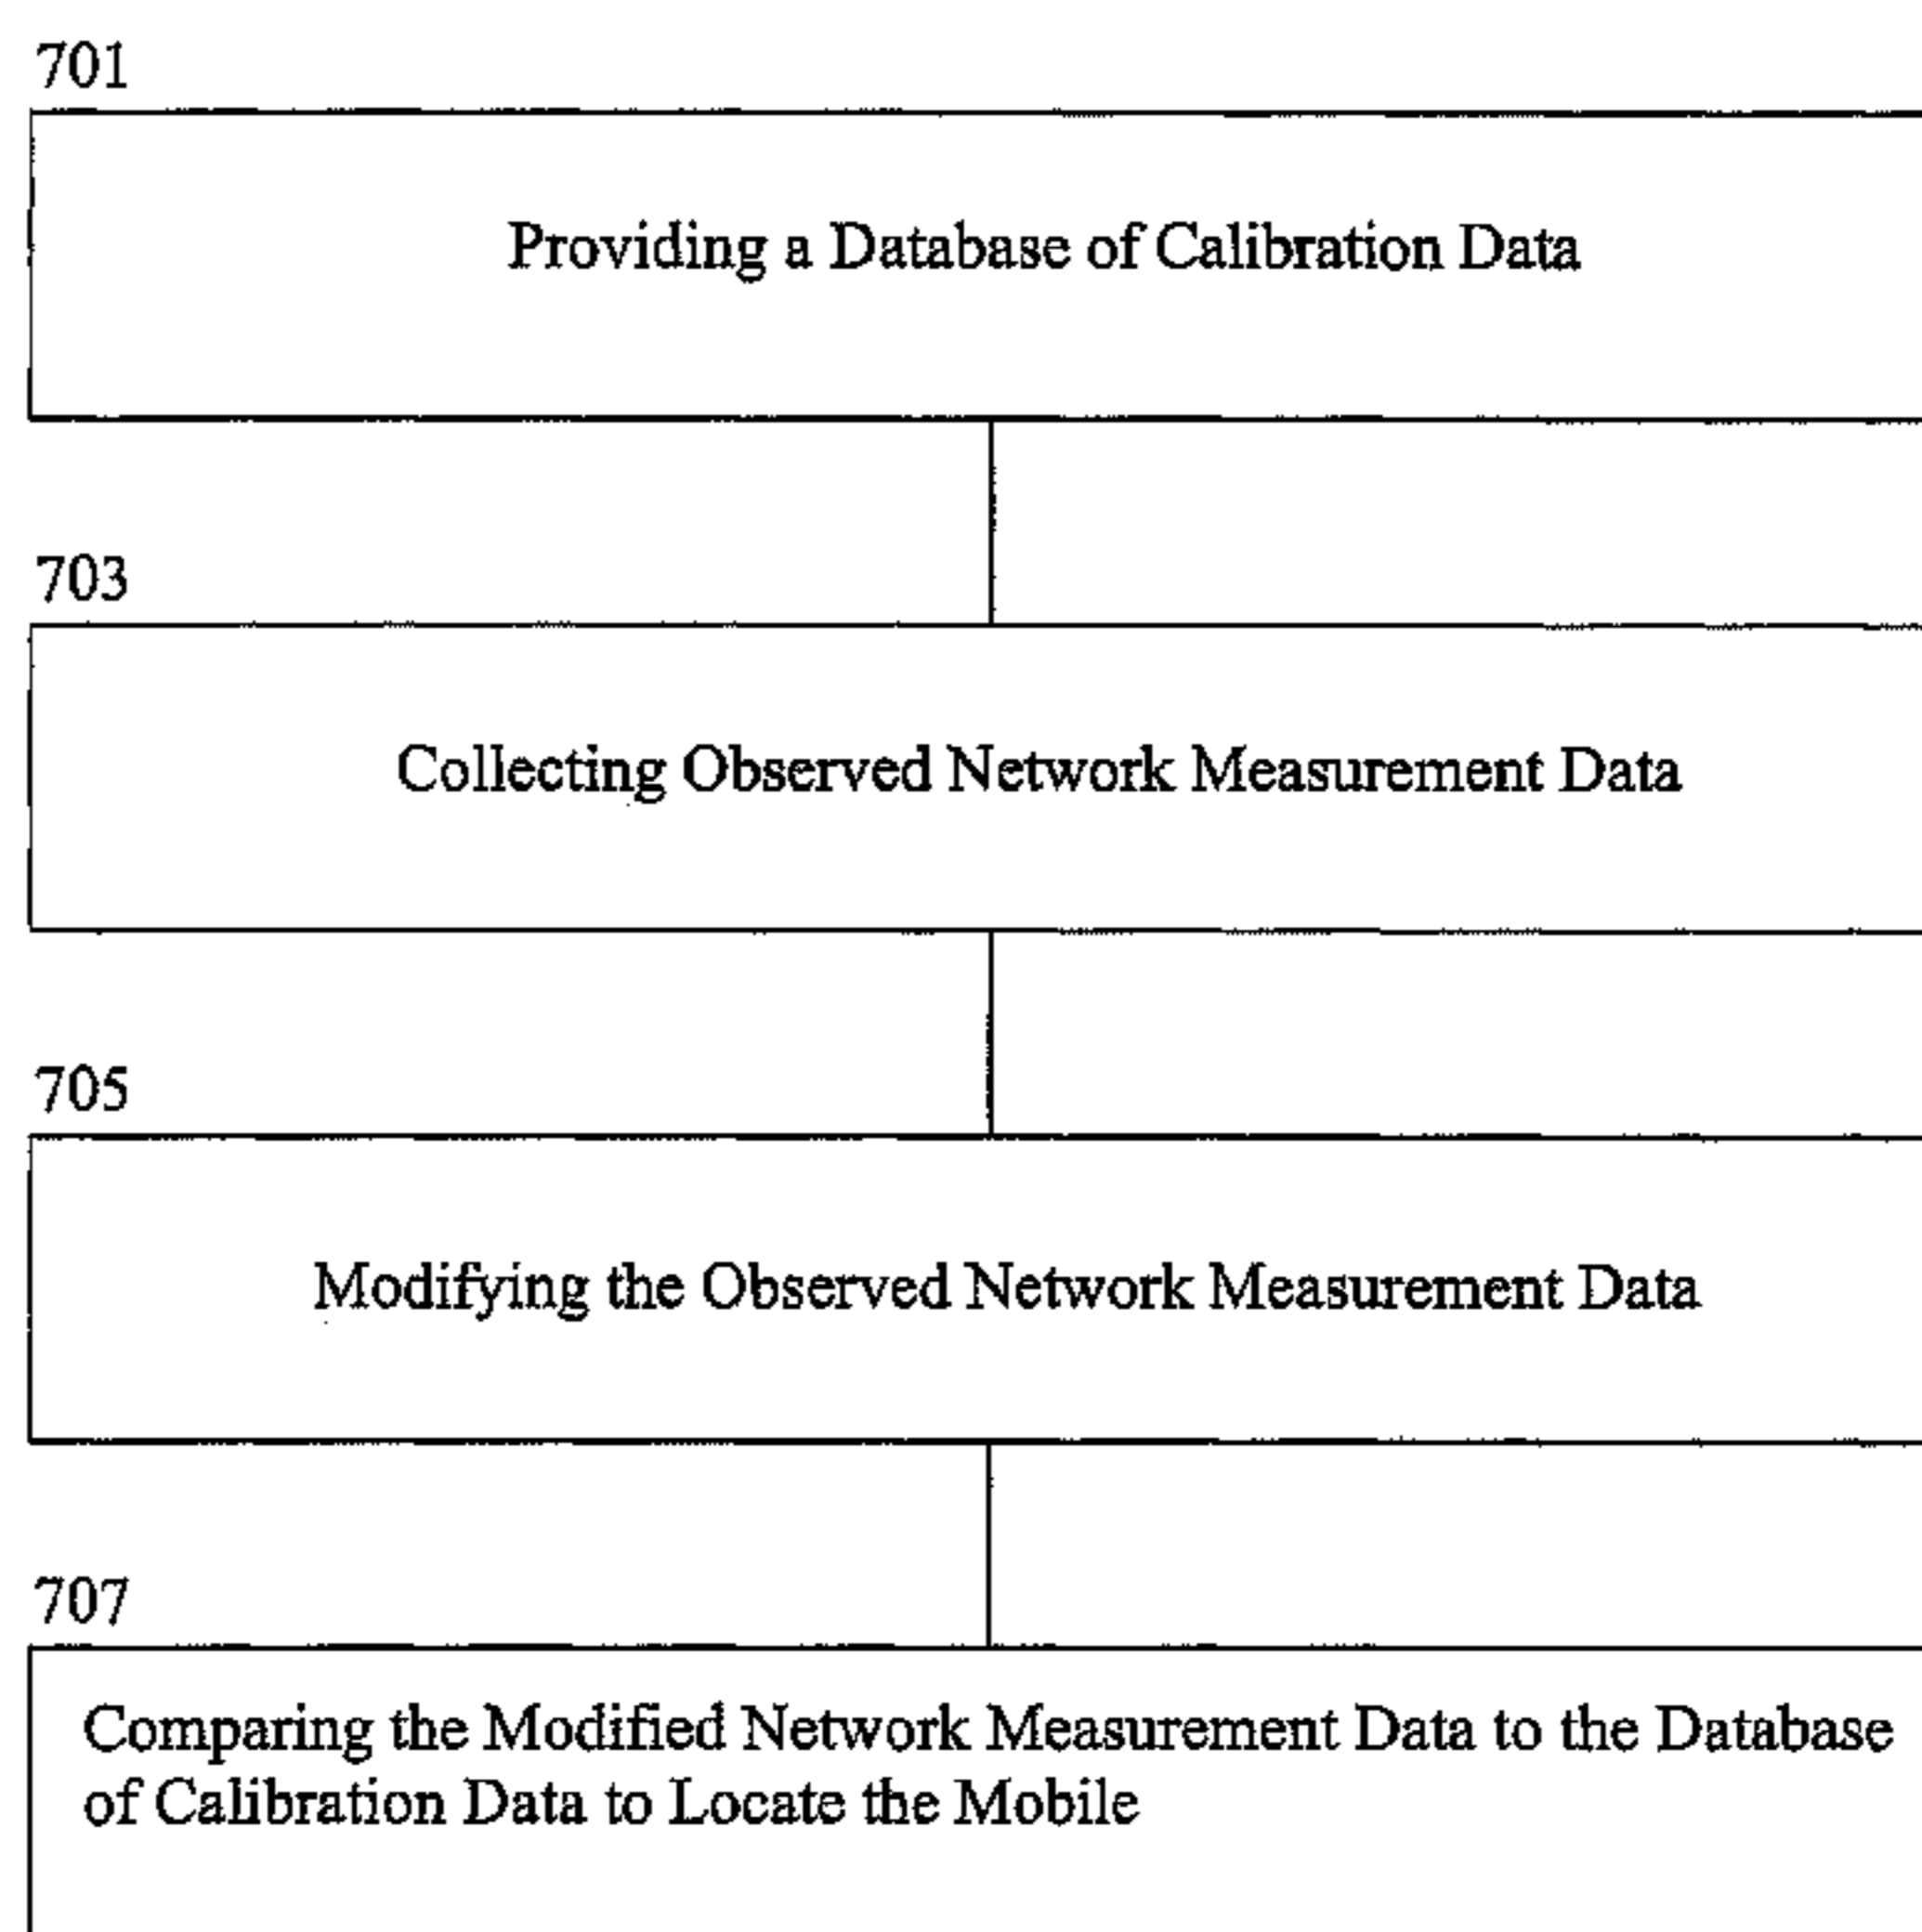 701
Providing a Database of Calibration Data
703
Collecting Observed Network Measurement Data
705
Modifying the Observed Network Measurement Data
707
Comparing the Modified Network Measurement Data to the Database
of Calibration Data to Locate the Mobile